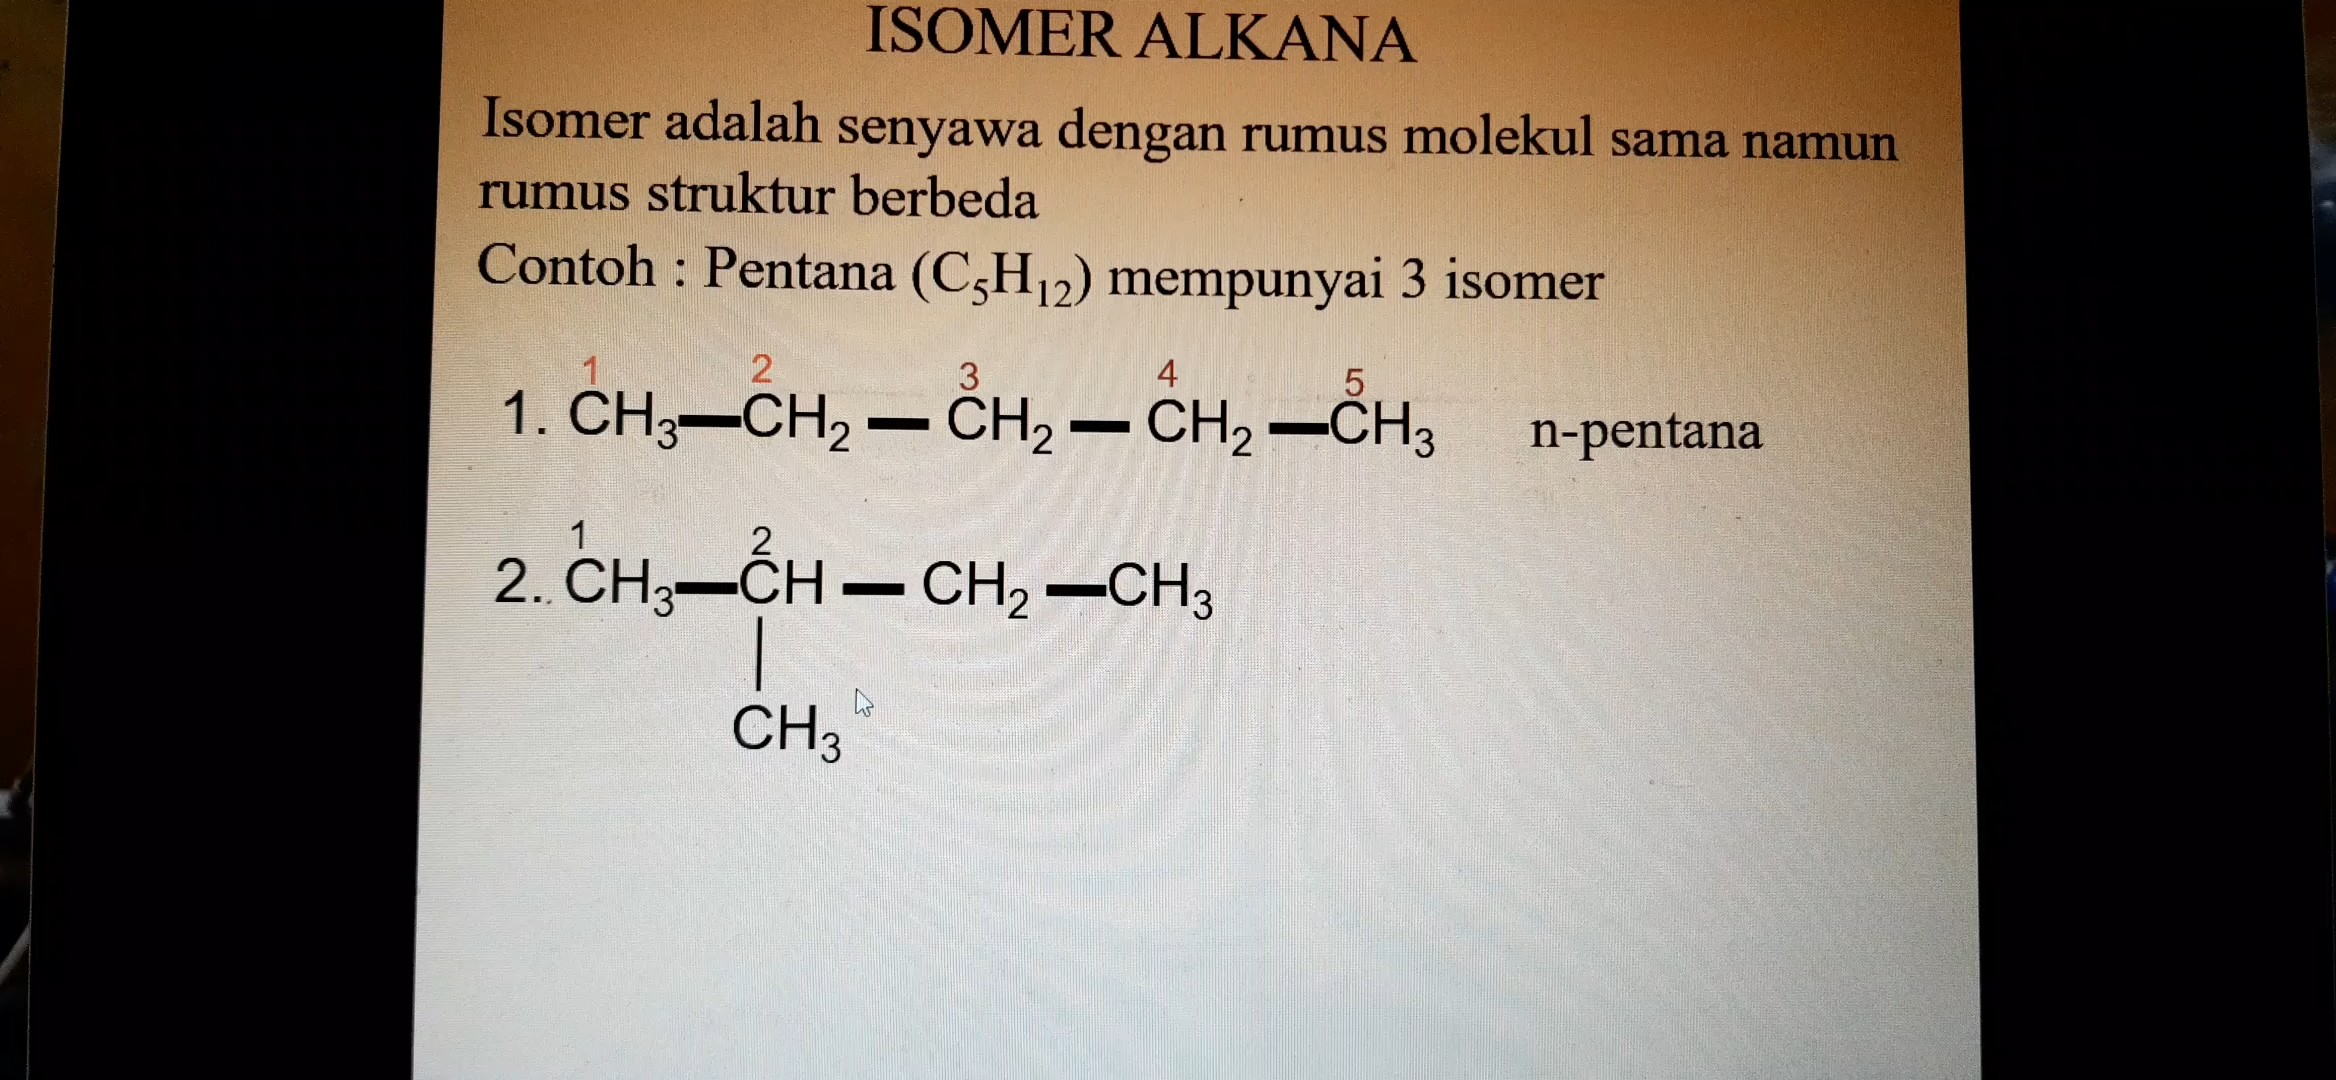 ISOMER ALKANA
Isomer adalah senyawa dengan rumus molekul sama namun
rumus struktur berbeda
Contoh : Pentana (C₅H₁₂) mempunyai 3 isomer
1 2 3 4 5
1. CH₃—CH₂ — CH₂ — CH₂ —CH₃ n-pentana
1 2
2.. CH₃—CH — CH₂ —CH₃
|
CH₃